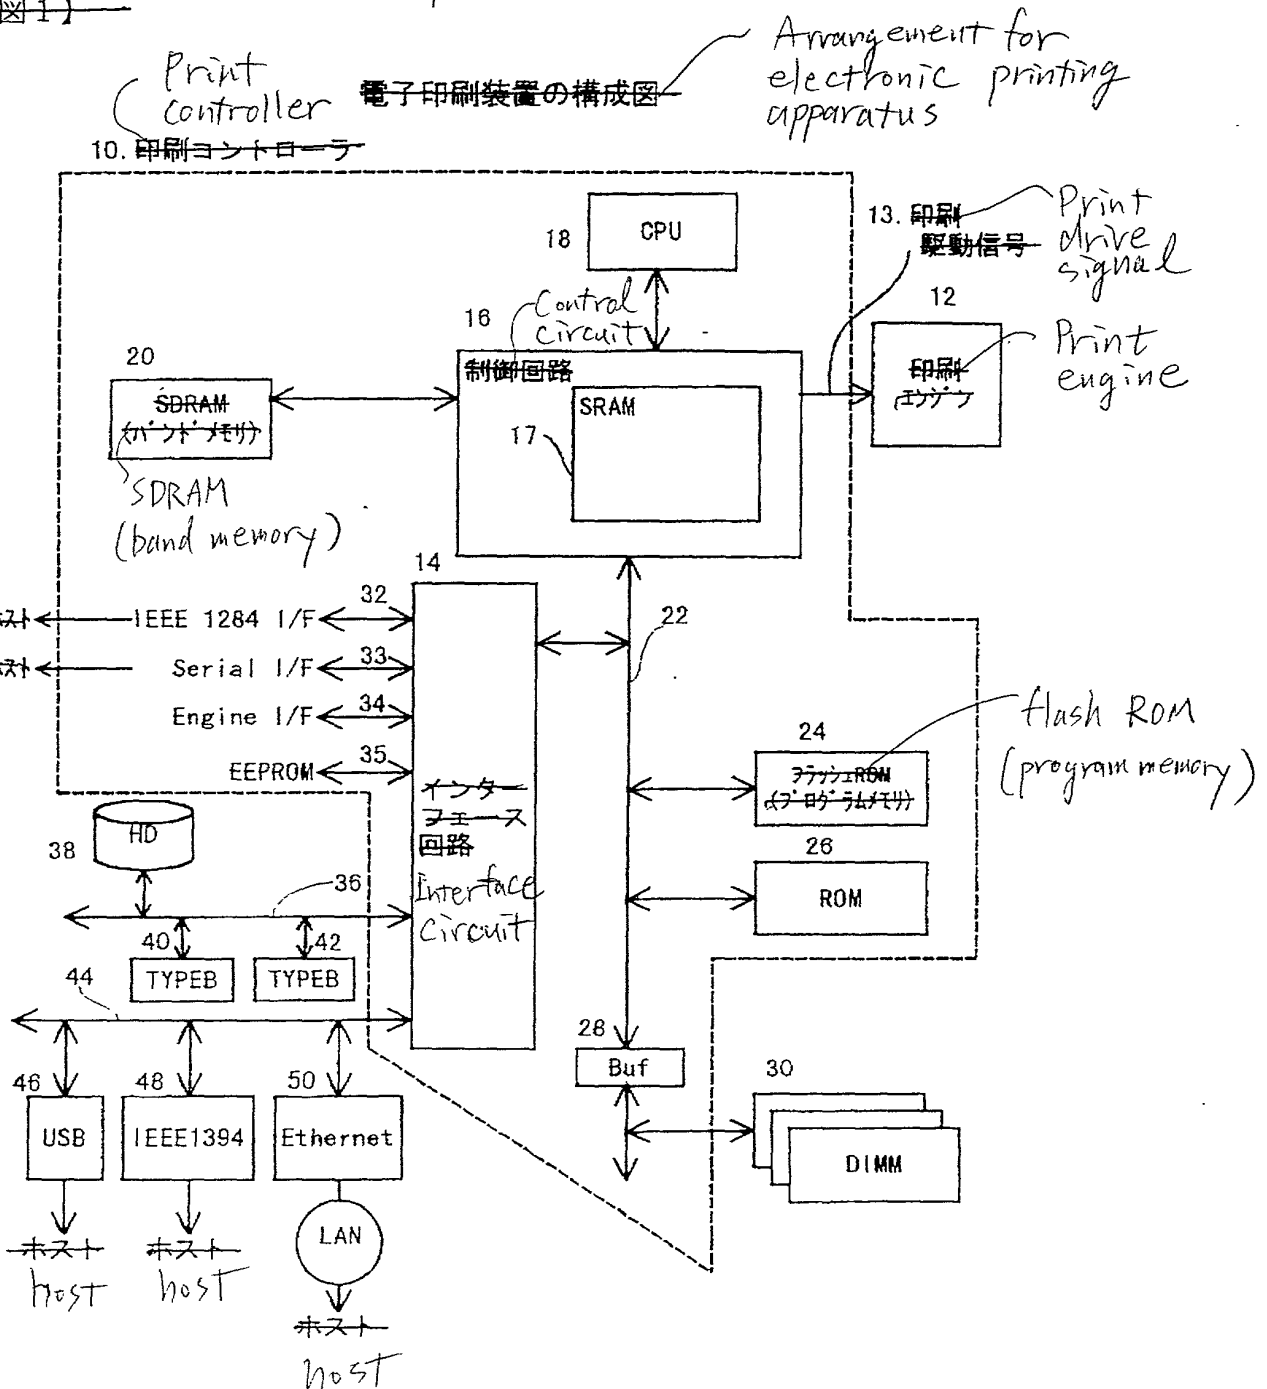 図1】
Print
controller
電子印刷装置の構成図
Arrangement for
electronic printing
apparatus
10. 印刷コントローラ
18
CPU
13. 印刷
駆動信号
Print
drive
signal
16
Control
circuit
制御回路
12
印刷
エンジン
Print
engine
20
SDRAM
(バンドメモリ)
SDRAM
(band memory)
SRAM
17
14
ホスト
IEEE 1284 I/F
32
22
ホスト
Serial I/F
33
Engine I/F
34
EEPROM
35
24
フラッシュROM
(プログラムメモリ)
flash ROM
(program memory)
インター
フェース
回路
Interface
circuit
38
HD
26
ROM
36
40
42
TYPEB
TYPEB
44
28
Buf
46
48
50
30
USB
IEEE1394
Ethernet
DIMM
LAN
ホスト
ホスト
host
host
ホスト
host